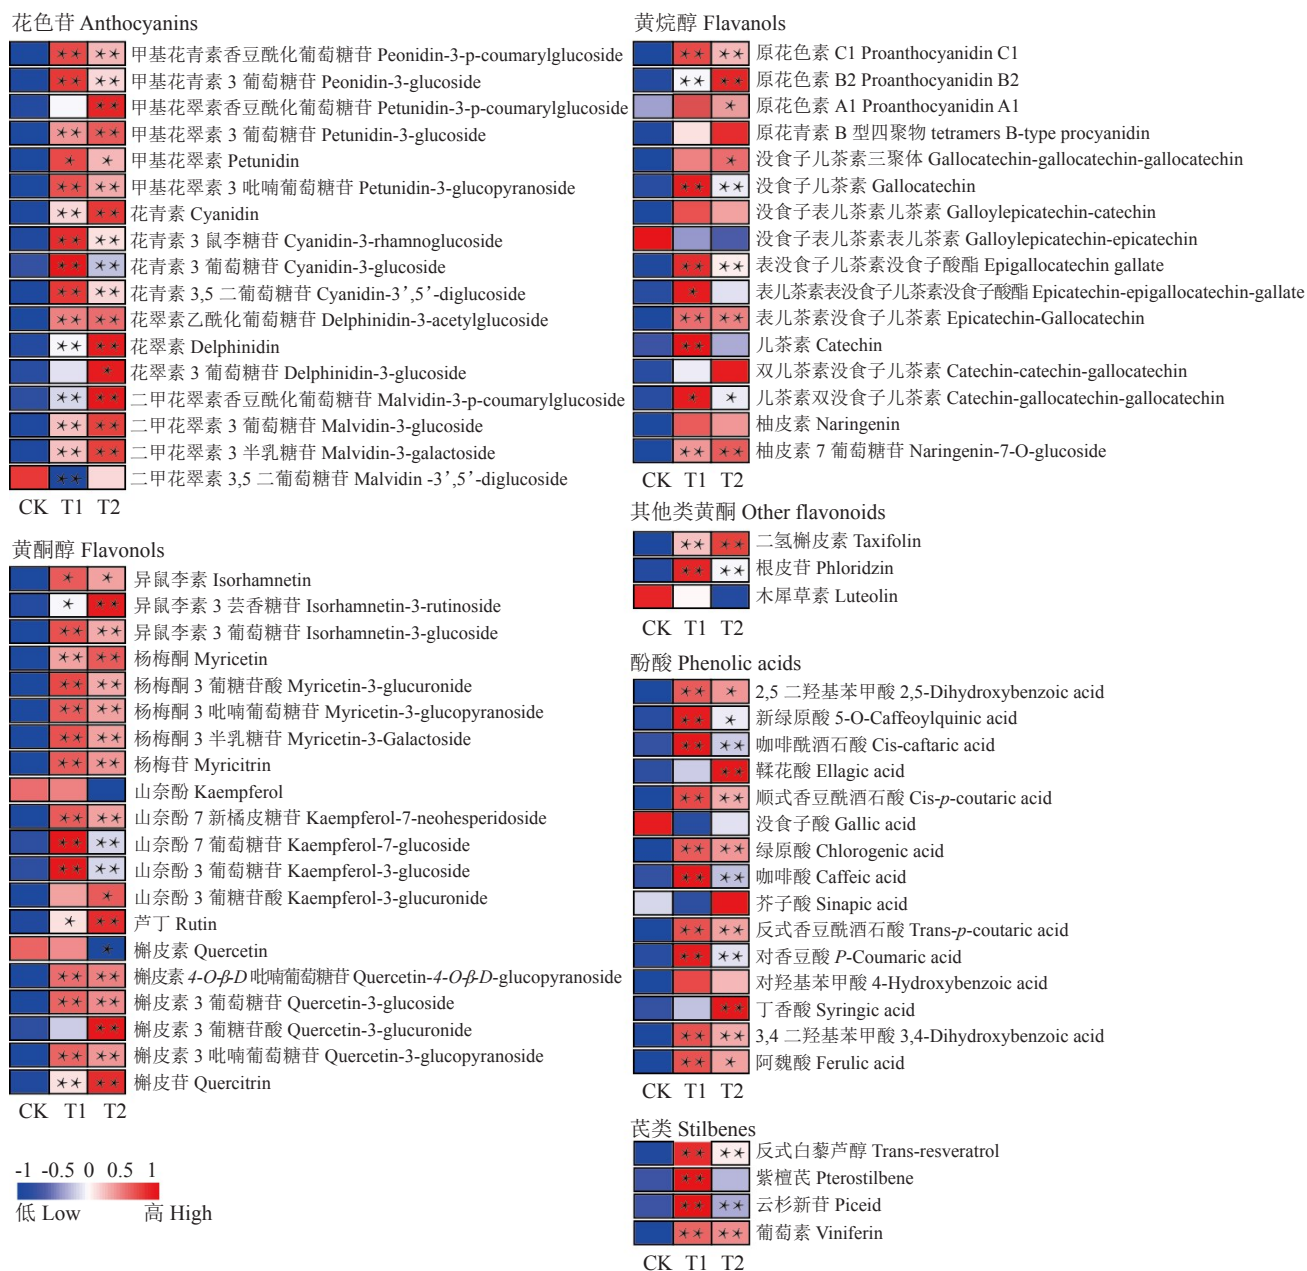 花色苷 Anthocyanins
** ** 甲基花青素香豆酰化葡萄糖苷 Peonidin-3-p-coumarylglucoside
** ** 甲基花青素 3 葡萄糖苷 Peonidin-3-glucoside
** 甲基花翠素香豆酰化葡萄糖苷 Petunidin-3-p-coumarylglucoside
** ** 甲基花翠素 3 葡萄糖苷 Petunidin-3-glucoside
* * 甲基花翠素 Petunidin
** ** 甲基花翠素 3 吡喃葡萄糖苷 Petunidin-3-glucopyranoside
** ** 花青素 Cyanidin
** ** 花青素 3 鼠李糖苷 Cyanidin-3-rhamnoglucoside
** ** 花青素 3 葡萄糖苷 Cyanidin-3-glucoside
** ** 花青素 3,5 二葡萄糖苷 Cyanidin-3’,5’-diglucoside
** ** 花翠素乙酰化葡萄糖苷 Delphinidin-3-acetylglucoside
** ** 花翠素 Delphinidin
* 花翠素 3 葡萄糖苷 Delphinidin-3-glucoside
** ** 二甲花翠素香豆酰化葡萄糖苷 Malvidin-3-p-coumarylglucoside
** ** 二甲花翠素 3 葡萄糖苷 Malvidin-3-glucoside
** ** 二甲花翠素 3 半乳糖苷 Malvidin-3-galactoside
** 二甲花翠素 3,5 二葡萄糖苷 Malvidin -3’,5’-diglucoside
CK T1 T2
黄酮醇 Flavonols
* * 异鼠李素 Isorhamnetin
* ** 异鼠李素 3 芸香糖苷 Isorhamnetin-3-rutinoside
** ** 异鼠李素 3 葡萄糖苷 Isorhamnetin-3-glucoside
** ** 杨梅酮 Myricetin
** ** 杨梅酮 3 葡糖苷酸 Myricetin-3-glucuronide
** ** 杨梅酮 3 吡喃葡萄糖苷 Myricetin-3-glucopyranoside
** ** 杨梅酮 3 半乳糖苷 Myricetin-3-Galactoside
** ** 杨梅苷 Myricitrin
山奈酚 Kaempferol
** ** 山奈酚 7 新橘皮糖苷 Kaempferol-7-neohesperidoside
** ** 山奈酚 7 葡萄糖苷 Kaempferol-7-glucoside
** ** 山奈酚 3 葡萄糖苷 Kaempferol-3-glucoside
* 山奈酚 3 葡糖苷酸 Kaempferol-3-glucuronide
* ** 芦丁 Rutin
* 槲皮素 Quercetin
** ** 槲皮素 4-O-β-D 吡喃葡萄糖苷 Quercetin-4-O-β-D-glucopyranoside
** ** 槲皮素 3 葡萄糖苷 Quercetin-3-glucoside
** 槲皮素 3 葡糖苷酸 Quercetin-3-glucuronide
** ** 槲皮素 3 吡喃葡萄糖苷 Quercetin-3-glucopyranoside
** ** 槲皮苷 Quercitrin
CK T1 T2
-1 -0.5 0 0.5 1
低 Low 高 High
黄烷醇 Flavanols
** ** 原花色素 C1 Proanthocyanidin C1
** ** 原花色素 B2 Proanthocyanidin B2
* 原花色素 A1 Proanthocyanidin A1
原花青素 B 型四聚物 tetramers B-type procyanidin
* 没食子儿茶素三聚体 Gallocatechin-gallocatechin-gallocatechin
** ** 没食子儿茶素 Gallocatechin
没食子表儿茶素儿茶素 Galloylepicatechin-catechin
没食子表儿茶素表儿茶素 Galloylepicatechin-epicatechin
** ** 表没食子儿茶素没食子酸酯 Epigallocatechin gallate
* 表儿茶素表没食子儿茶素没食子酸酯 Epicatechin-epigallocatechin-gallate
** ** 表儿茶素没食子儿茶素 Epicatechin-Gallocatechin
** 儿茶素 Catechin
双儿茶素没食子儿茶素 Catechin-catechin-gallocatechin
* * 儿茶素双没食子儿茶素 Catechin-gallocatechin-gallocatechin
柚皮素 Naringenin
** ** 柚皮素 7 葡萄糖苷 Naringenin-7-O-glucoside
CK T1 T2
其他类黄酮 Other flavonoids
** ** 二氢槲皮素 Taxifolin
** ** 根皮苷 Phloridzin
木犀草素 Luteolin
CK T1 T2
酚酸 Phenolic acids
** * 2,5 二羟基苯甲酸 2,5-Dihydroxybenzoic acid
** * 新绿原酸 5-O-Caffeoylquinic acid
** ** 咖啡酰酒石酸 Cis-caftaric acid
** 鞣花酸 Ellagic acid
** ** 顺式香豆酰酒石酸 Cis-p-coutaric acid
没食子酸 Gallic acid
** ** 绿原酸 Chlorogenic acid
** ** 咖啡酸 Caffeic acid
芥子酸 Sinapic acid
** ** 反式香豆酰酒石酸 Trans-p-coutaric acid
** ** 对香豆酸 P-Coumaric acid
对羟基苯甲酸 4-Hydroxybenzoic acid
** 丁香酸 Syringic acid
** ** 3,4 二羟基苯甲酸 3,4-Dihydroxybenzoic acid
** * 阿魏酸 Ferulic acid
CK T1 T2
芪类 Stilbenes
** ** 反式白藜芦醇 Trans-resveratrol
** 紫檀芪 Pterostilbene
** ** 云杉新苷 Piceid
** ** 葡萄素 Viniferin
CK T1 T2